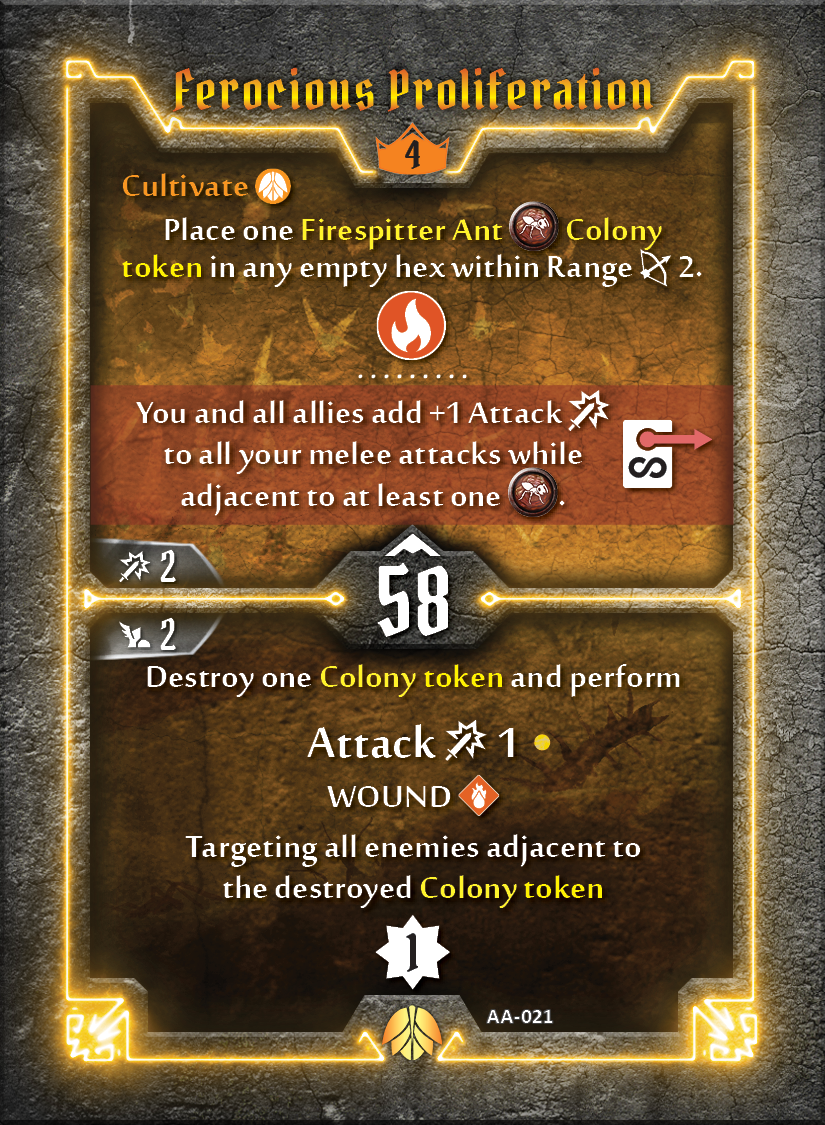 Ferocious Proliferation
4
Cultivate
Place one Firespitter Ant Colony
token in any empty hex within Range 2.
You and all allies add +1 Attack
to all your melee attacks while
adjacent to at least one .
2
58
2
Destroy one Colony token and perform
Attack 1
WOUND
Targeting all enemies adjacent to
the destroyed Colony token
1
AA-021